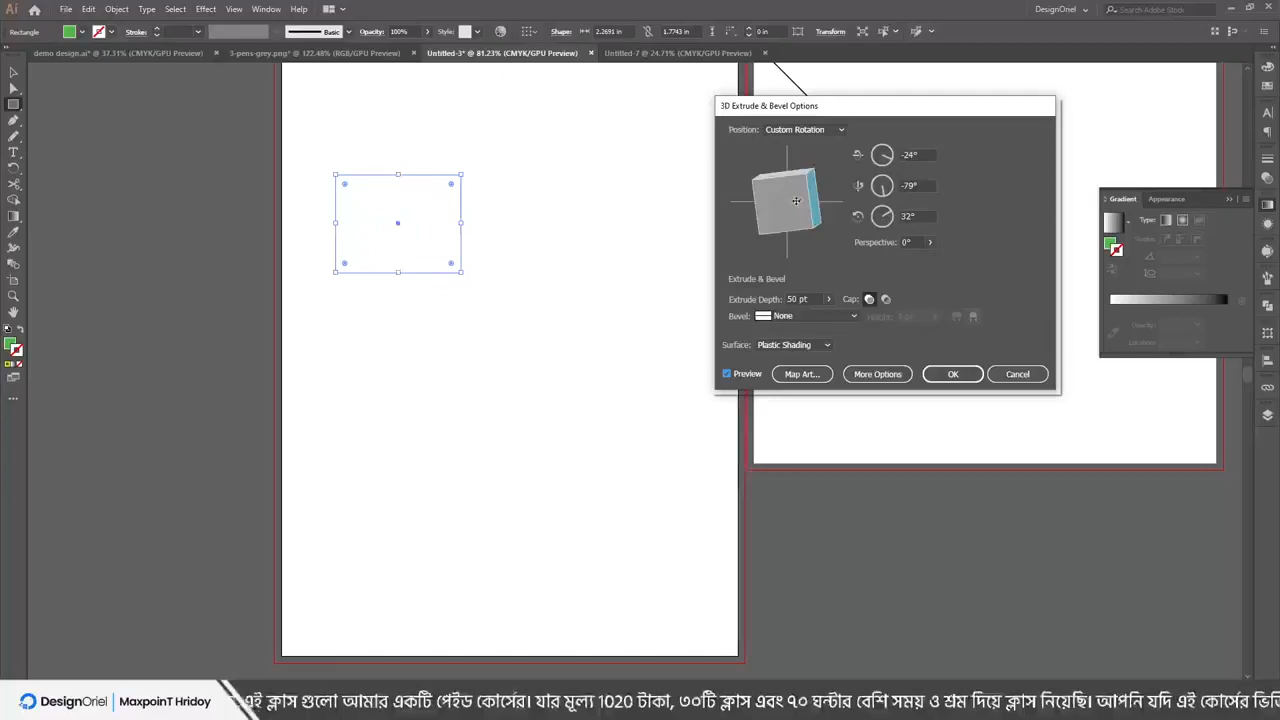 Ai File Edit Object Type Select Effect View Window Help DesignOriel Search Adobe Stock
Rectangle Stroke: Basic Opacity: 100% Style: Shape: 2.2691 in 1.7743 in 0 in Transform
demo design.ai* @ 37.31% (CMYK/GPU Preview) × 3-pens-grey.png* @ 122.48% (RGB/GPU Preview) × Untitled-3* @ 81.23% (CMYK/GPU Preview) × Untitled-7 @ 24.71% (CMYK/GPU Preview) ×
3D Extrude & Bevel Options
Position: Custom Rotation
-24°
-79°
32°
Perspective: 0°
Extrude & Bevel
Extrude Depth: 50 pt Cap:
Bevel: None Height:
Surface: Plastic Shading
Preview Map Art... More Options OK Cancel
Gradient Appearance
Type:
Opacity:
Location:
DesignOriel MaxpoinT Hridoy
এই ক্লাস গুলো আমার একটি পেইড কোর্সের। যার মূল্য 1020 টাকা, ৩০টি ক্লাস এবং ৭০ ঘন্টার বেশি সময় ও শ্রম দিয়ে ক্লাস নিয়েছি। আপনি যদি এই কোর্সের ভিডি